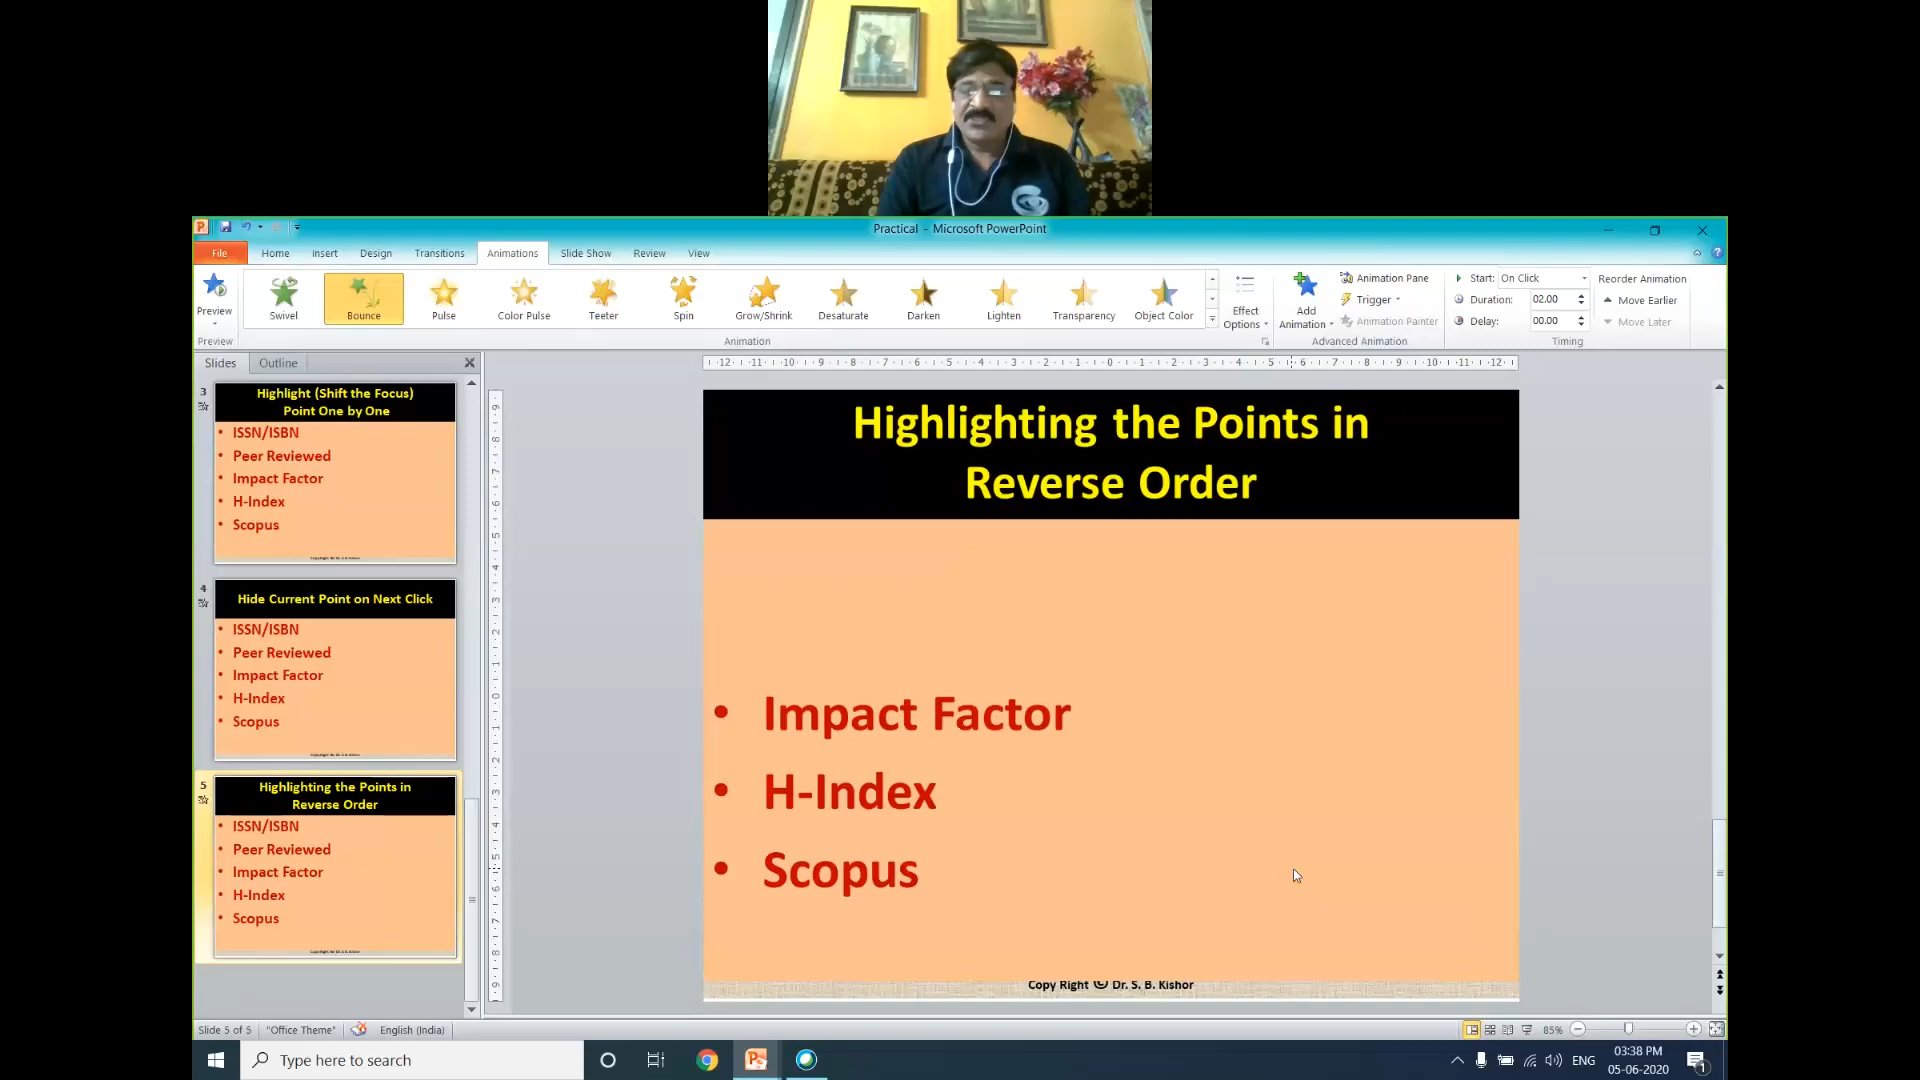 Practical - Microsoft PowerPoint
File Home Insert Design Transitions Animations Slide Show Review View
Preview
Swivel Bounce Pulse Color Pulse Teeter Spin Grow/Shrink Desaturate Darken Lighten Transparency Object Color
Effect Options
Add Animation
Animation Pane
Trigger
Animation Painter
Start: On Click
Duration: 02.00
Delay: 00.00
Reorder Animation
Move Earlier
Move Later
Preview Animation Advanced Animation Timing
Slides Outline
3
Highlight (Shift the Focus)
Point One by One
• ISSN/ISBN
• Peer Reviewed
• Impact Factor
• H-Index
• Scopus
4
Hide Current Point on Next Click
• ISSN/ISBN
• Peer Reviewed
• Impact Factor
• H-Index
• Scopus
5
Highlighting the Points in
Reverse Order
• ISSN/ISBN
• Peer Reviewed
• Impact Factor
• H-Index
• Scopus
Highlighting the Points in
Reverse Order
• Impact Factor
• H-Index
• Scopus
Copy Right © Dr. S. B. Kishor
Slide 5 of 5 "Office Theme" English (India) 85%
Type here to search
ENG
03:38 PM
05-06-2020
1